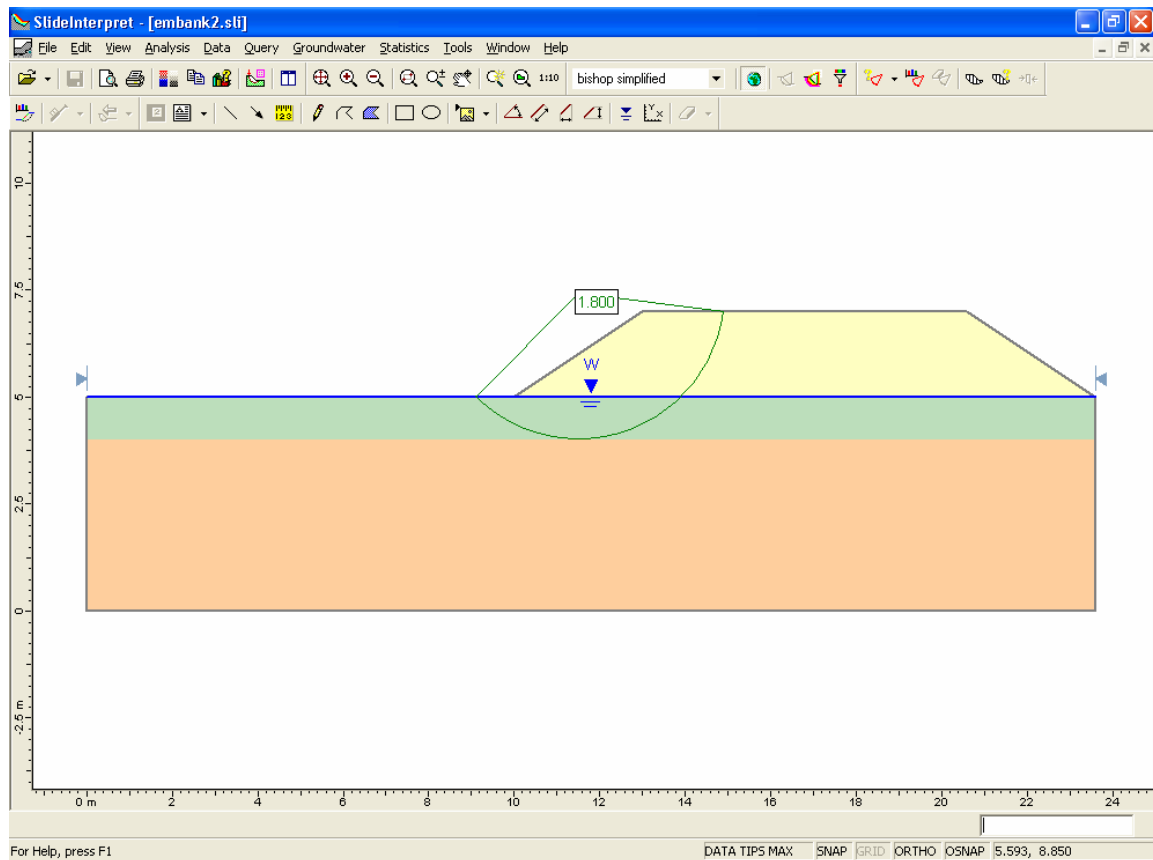 SlideInterpret - [embank2.sli]
File Edit View Analysis Data Query Groundwater Statistics Tools Window Help
1:10 bishop simplified
10
7.5
1.800
W
5
2.5
0
-2.5 m
0 m 2 4 6 8 10 12 14 16 18 20 22 24
For Help, press F1 DATA TIPS MAX SNAP GRID ORTHO OSNAP 5.593, 8.850